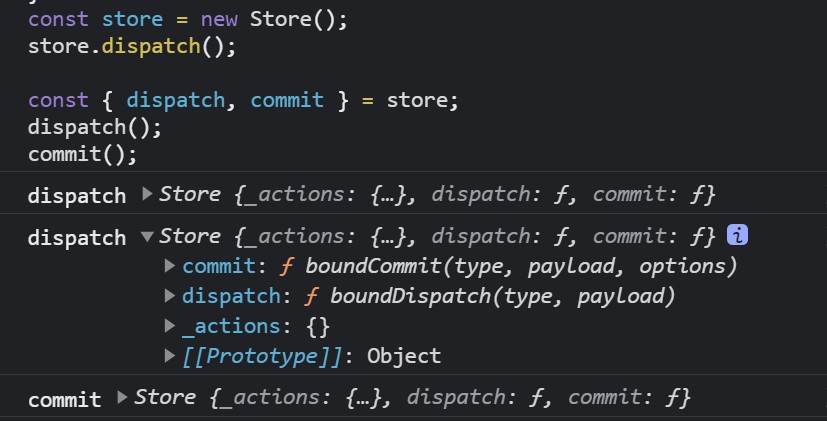 const store = new Store();
store.dispatch();
const { dispatch, commit } = store;
dispatch();
commit();
dispatch ▶Store {_actions: {…}, dispatch: ƒ, commit: ƒ}
dispatch ▼Store {_actions: {…}, dispatch: ƒ, commit: ƒ} i
▶commit: ƒ boundCommit(type, payload, options)
▶dispatch: ƒ boundDispatch(type, payload)
▶_actions: {}
▶[[Prototype]]: Object
commit ▶Store {_actions: {…}, dispatch: ƒ, commit: ƒ}